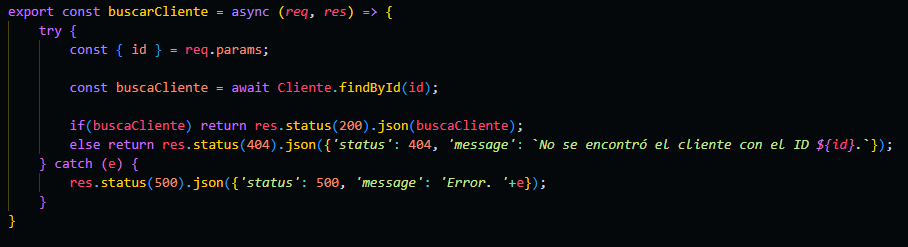 export const buscarCliente = async (req, res) => {
    try {
        const { id } = req.params;

        const buscaCliente = await Cliente.findById(id);

        if(buscaCliente) return res.status(200).json(buscaCliente);
        else return res.status(404).json({'status': 404, 'message': `No se encontró el cliente con el ID ${id}.`});
    } catch (e) {
        res.status(500).json({'status': 500, 'message': 'Error. '+e});
    }
}